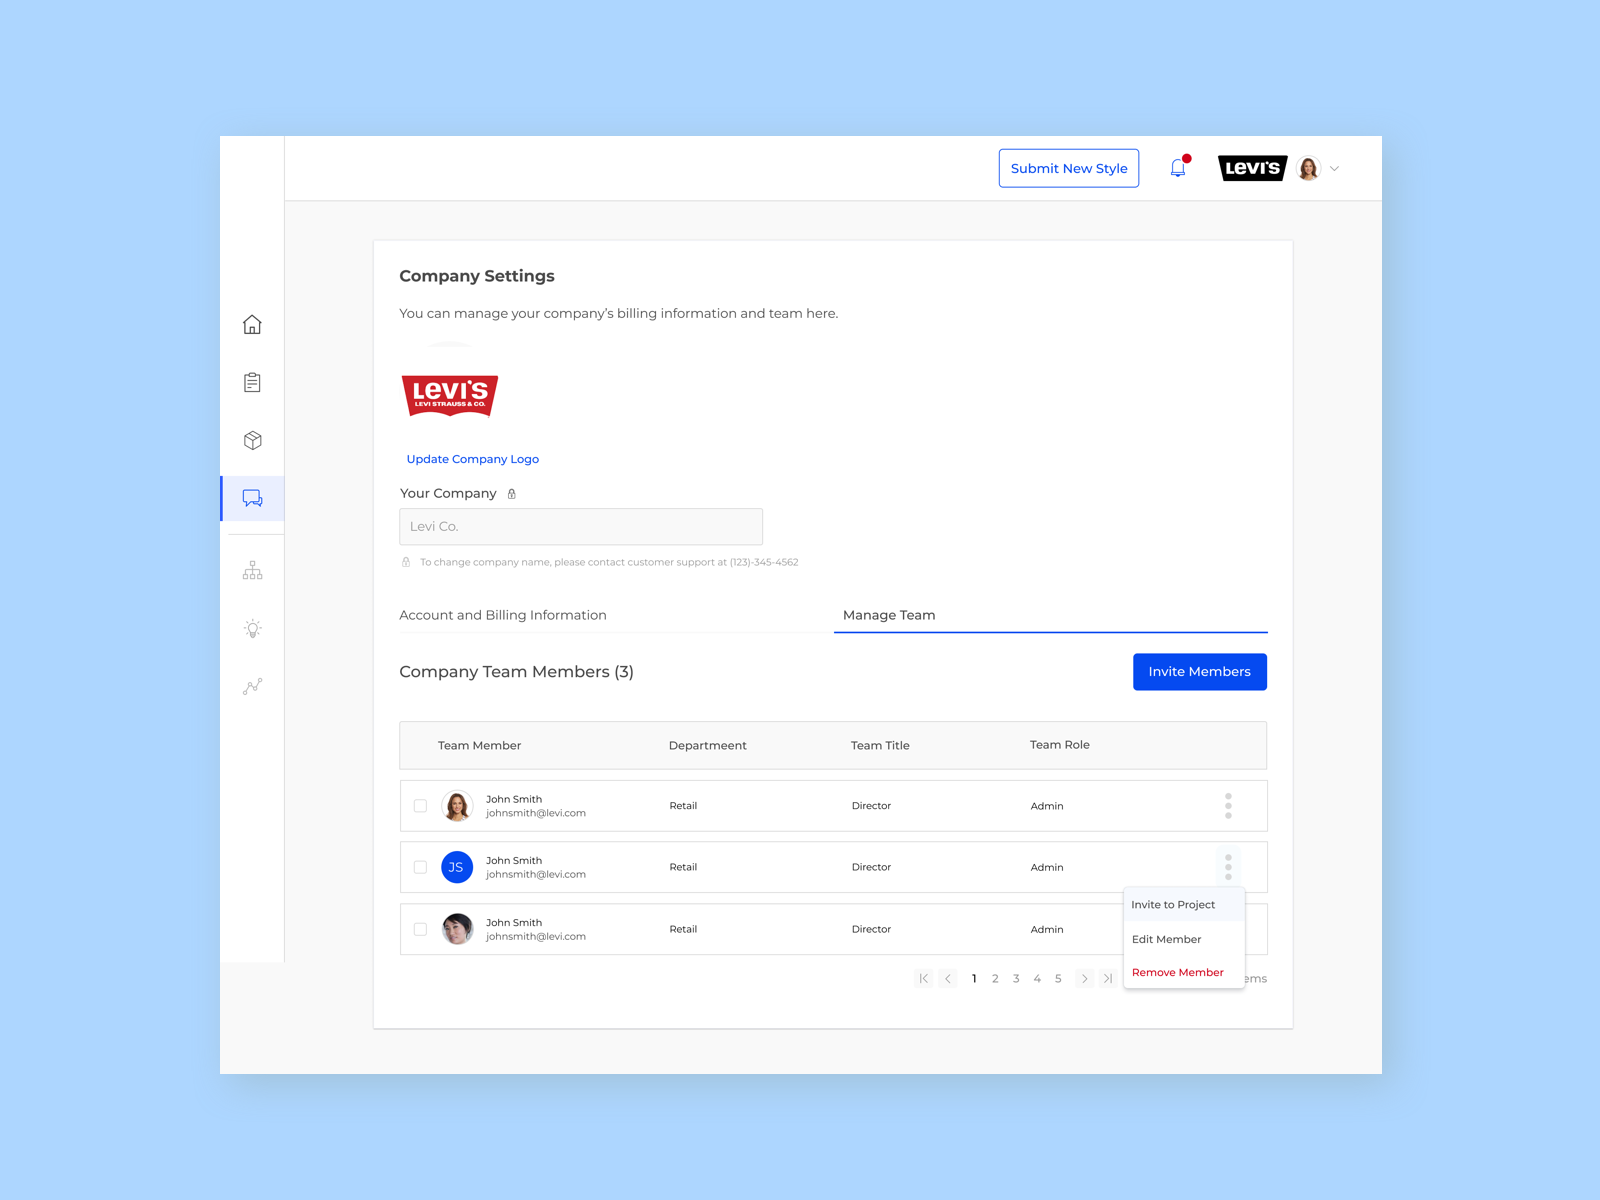 Submit New Style
Levi's
Company Settings
You can manage your company's billing information and team here.
Levi's
LEVI STRAUSS & CO.
Update Company Logo
Your Company
Levi Co.
To change company name, please contact customer support at (123)-345-4562
Account and Billing Information
Manage Team
Company Team Members (3)
Invite Members
Team Member Departmeent Team Title Team Role
John Smith
johnsmith@levi.com
Retail Director Admin
JS
John Smith
johnsmith@levi.com
Retail Director Admin
John Smith
johnsmith@levi.com
Retail Director Admin
Invite to Project
Edit Member
Remove Member
1 2 3 4 5